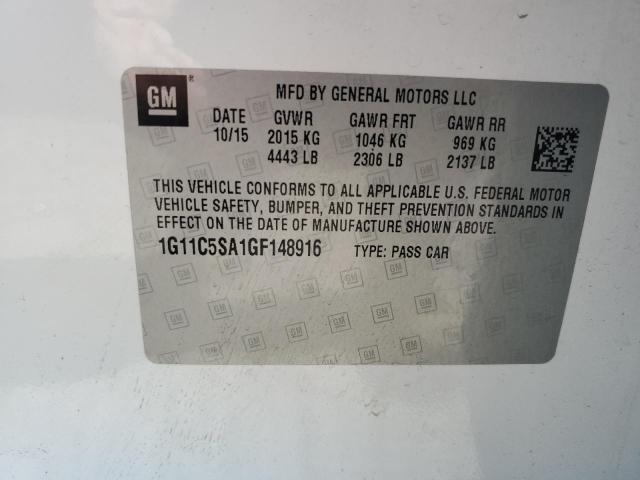 GM ®
MFD BY GENERAL MOTORS LLC
DATE GVWR GAWR FRT GAWR RR
10/15 2015 KG 1046 KG 969 KG
4443 LB 2306 LB 2137 LB
THIS VEHICLE CONFORMS TO ALL APPLICABLE U.S. FEDERAL MOTOR
VEHICLE SAFETY, BUMPER, AND THEFT PREVENTION STANDARDS IN
EFFECT ON THE DATE OF MANUFACTURE SHOWN ABOVE.
1G11C5SA1GF148916 TYPE: PASS CAR